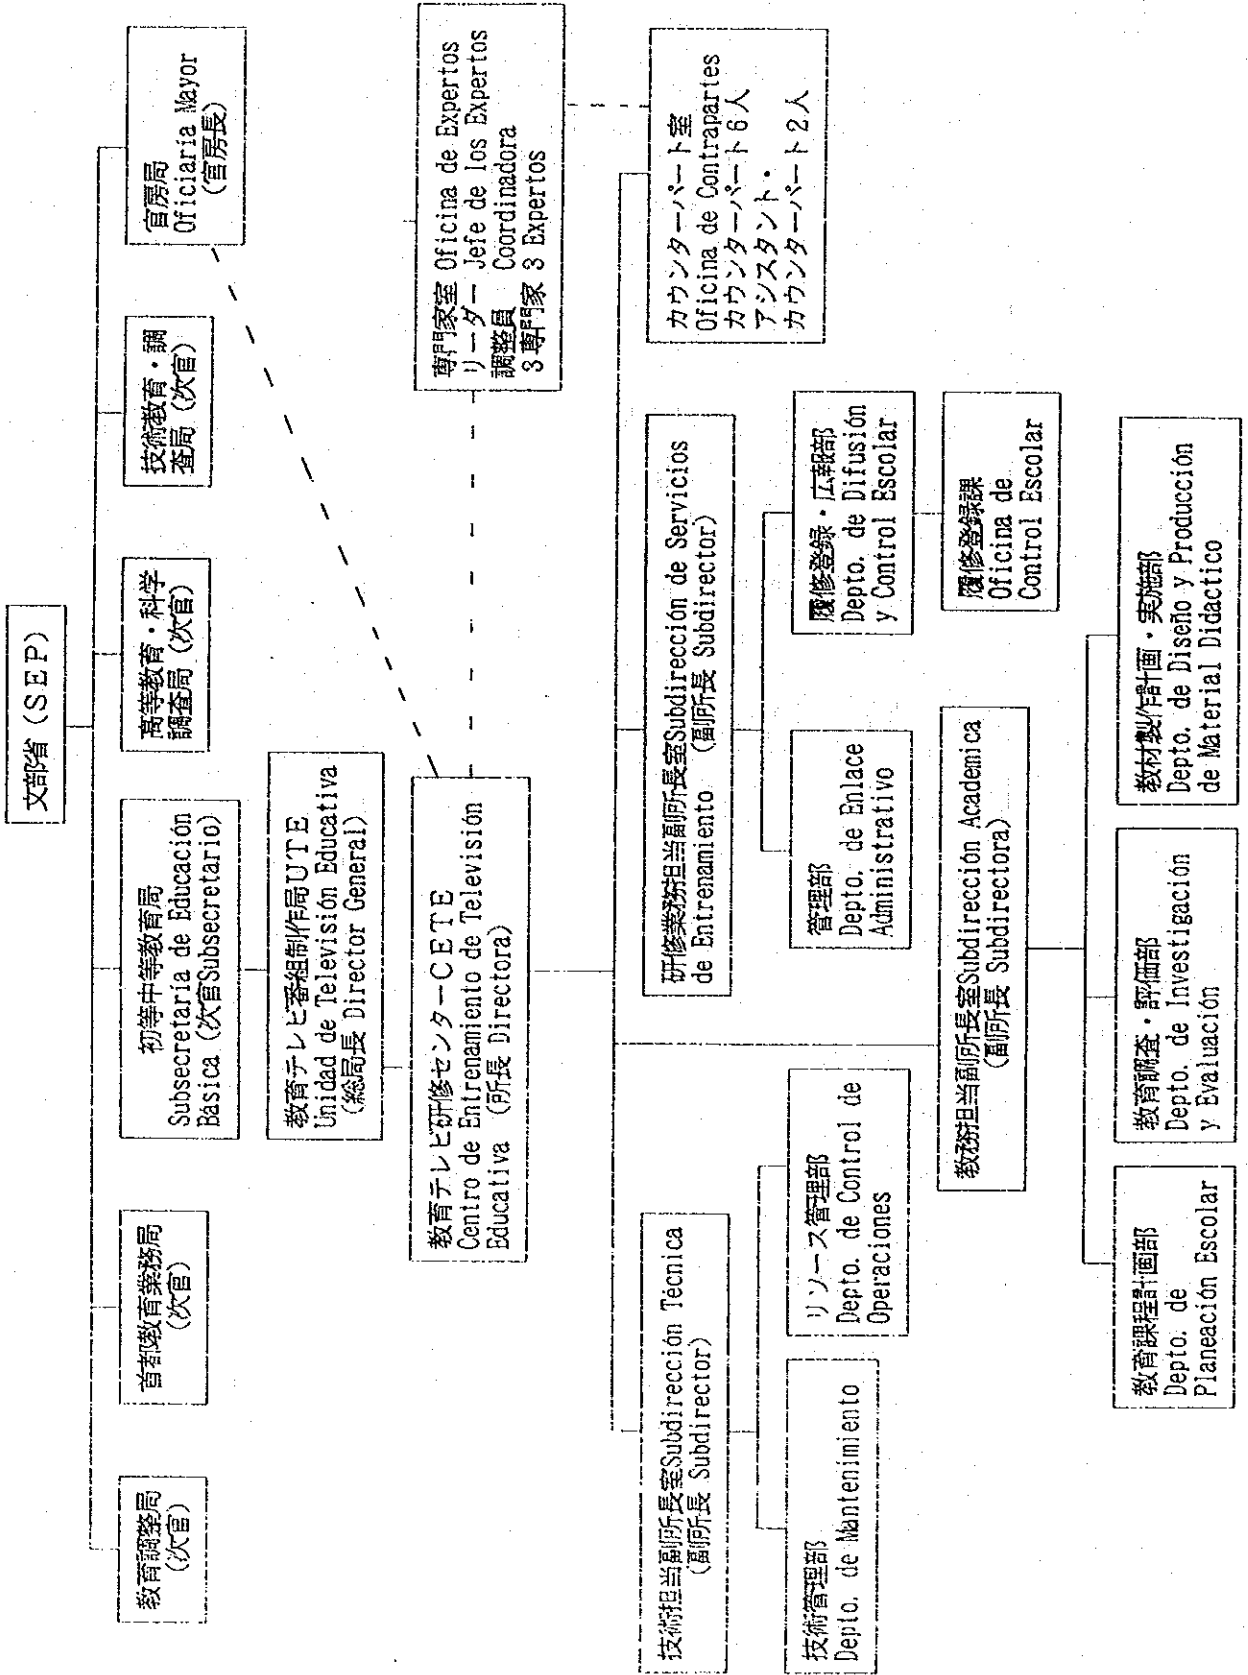 文部省（ＳＥＰ）
教育調整局
（次官）
首都教育業務局
（次官）
初等中等教育局
Subsecretaría de Educación
Básica（次官Subsecretario）
高等教育・科学
調査局（次官）
技術教育・調
査局（次官）
官房局
Oficiaria Mayor
（官房長）
教育テレビ番組制作局ＵＴＥ
Unidad de Televisión Educativa
（総局長 Director General）
教育テレビ研修センターＣＥＴＥ
Centro de Entrenamiento de Televisión
Educativa （所長 Directora）
専門家室 Oficina de Expertos
リーダー Jefe de los Expertos
調整員 Coordinadora
３専門家 3 Expertos
技術担当副所長室Subdirección Técnica
（副所長 Subdirector）
研修業務担当副所長室Subdirección de Servicios
de Entrenamiento （副所長 Subdirector）
カウンターパート室
Oficina de Contrapartes
カウンターパート６人
アシスタント・
カウンターパート２人
技術管理部
Depto. de Mantenimiento
リソース管理部
Depto. de Control de
Operaciones
管理部
Depto. de Enlace
Administrativo
履修登録・広報部
Depto. de Difusión
y Control Escolar
教務担当副所長室Subdirección Academica
（副所長 Subdirectora）
履修登録課
Oficina de
Control Escolar
教育課程計画部
Depto. de
Planeación Escolar
教育調査・評価部
Depto. de Investigación
y Evaluación
教材製作計画・実施部
Depto. de Diseño y Producción
de Material Didactico